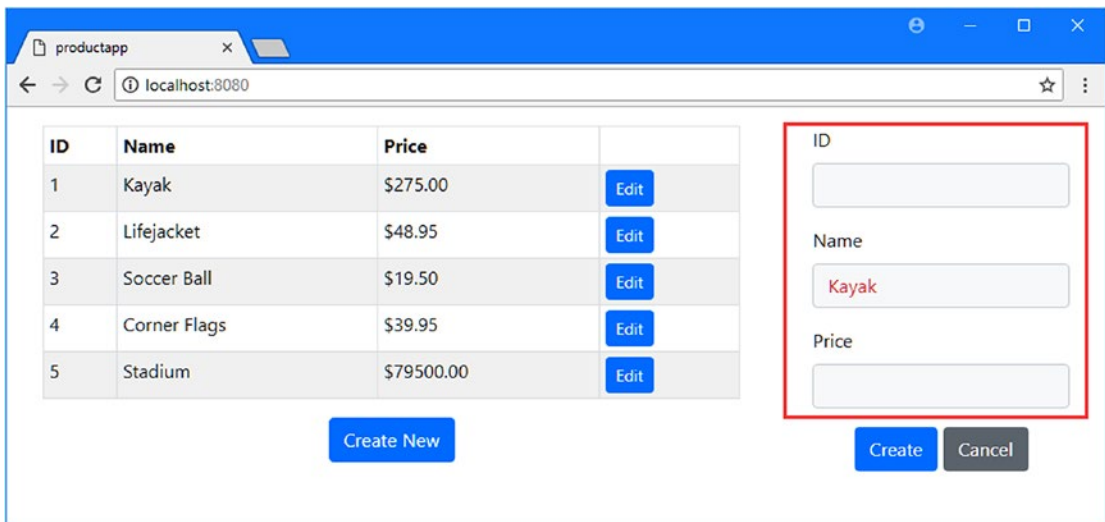 productapp
localhost:8080
ID Name Price
1 Kayak $275.00 Edit
2 Lifejacket $48.95 Edit
3 Soccer Ball $19.50 Edit
4 Corner Flags $39.95 Edit
5 Stadium $79500.00 Edit
Create New
ID
Name
Kayak
Price
Create Cancel